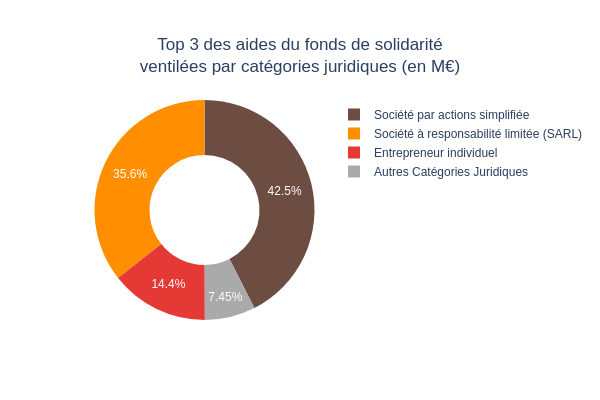 Top 3 des aides du fonds de solidarité
ventilées par catégories juridiques (en M€)
Société par actions simplifiée
Société à responsabilité limitée (SARL)
Entrepreneur individuel
Autres Catégories Juridiques
35.6%
42.5%
14.4%
7.45%